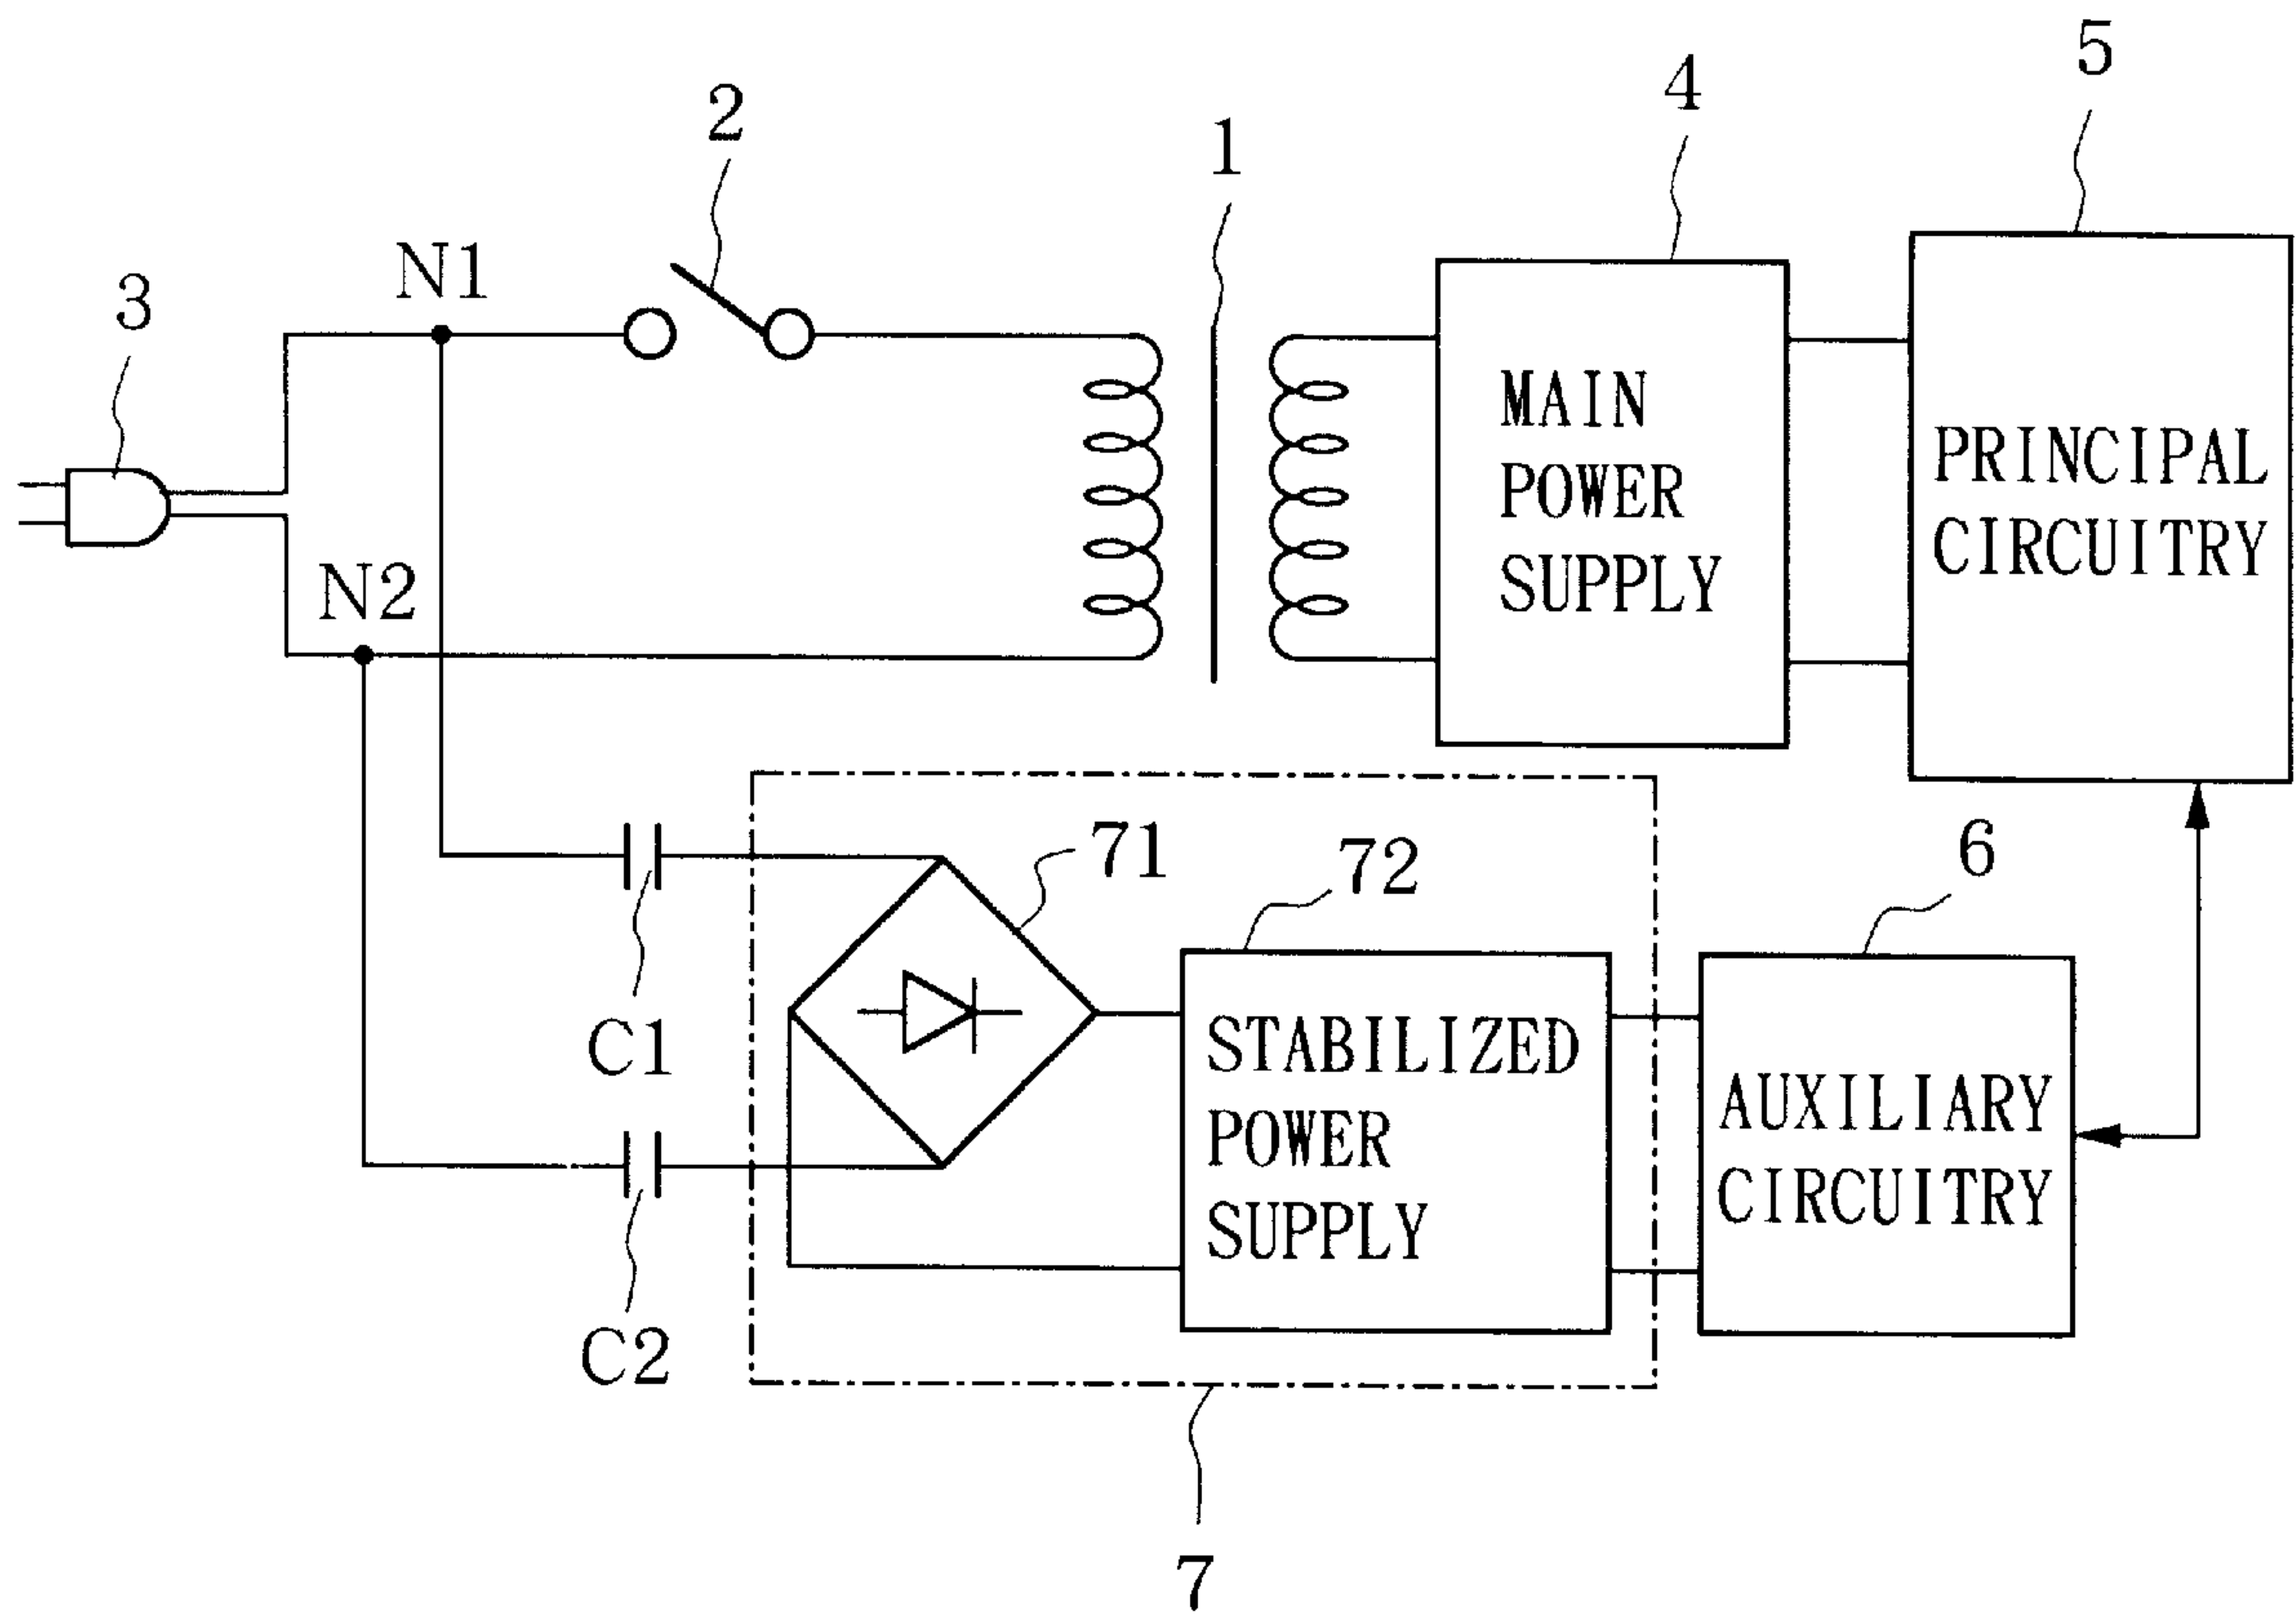 5
4
2
1
N1
3
MAIN
POWER
SUPPLY
PRINCIPAL
CIRCUITRY
N2
71
72
6
C1
STABILIZED
POWER
SUPPLY
AUXILIARY
CIRCUITRY
C2
7